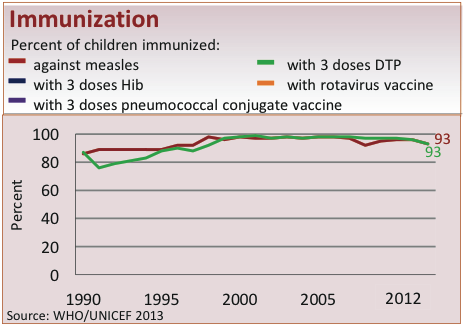 Immunization
Percent of children immunized:
against measles
with 3 doses DTP
with 3 doses Hib
with rotavirus vaccine
with 3 doses pneumococcal conjugate vaccine
100
80
60
40
20
0
Percent
93
93
1990 1995 2000 2005 2012
Source: WHO/UNICEF 2013